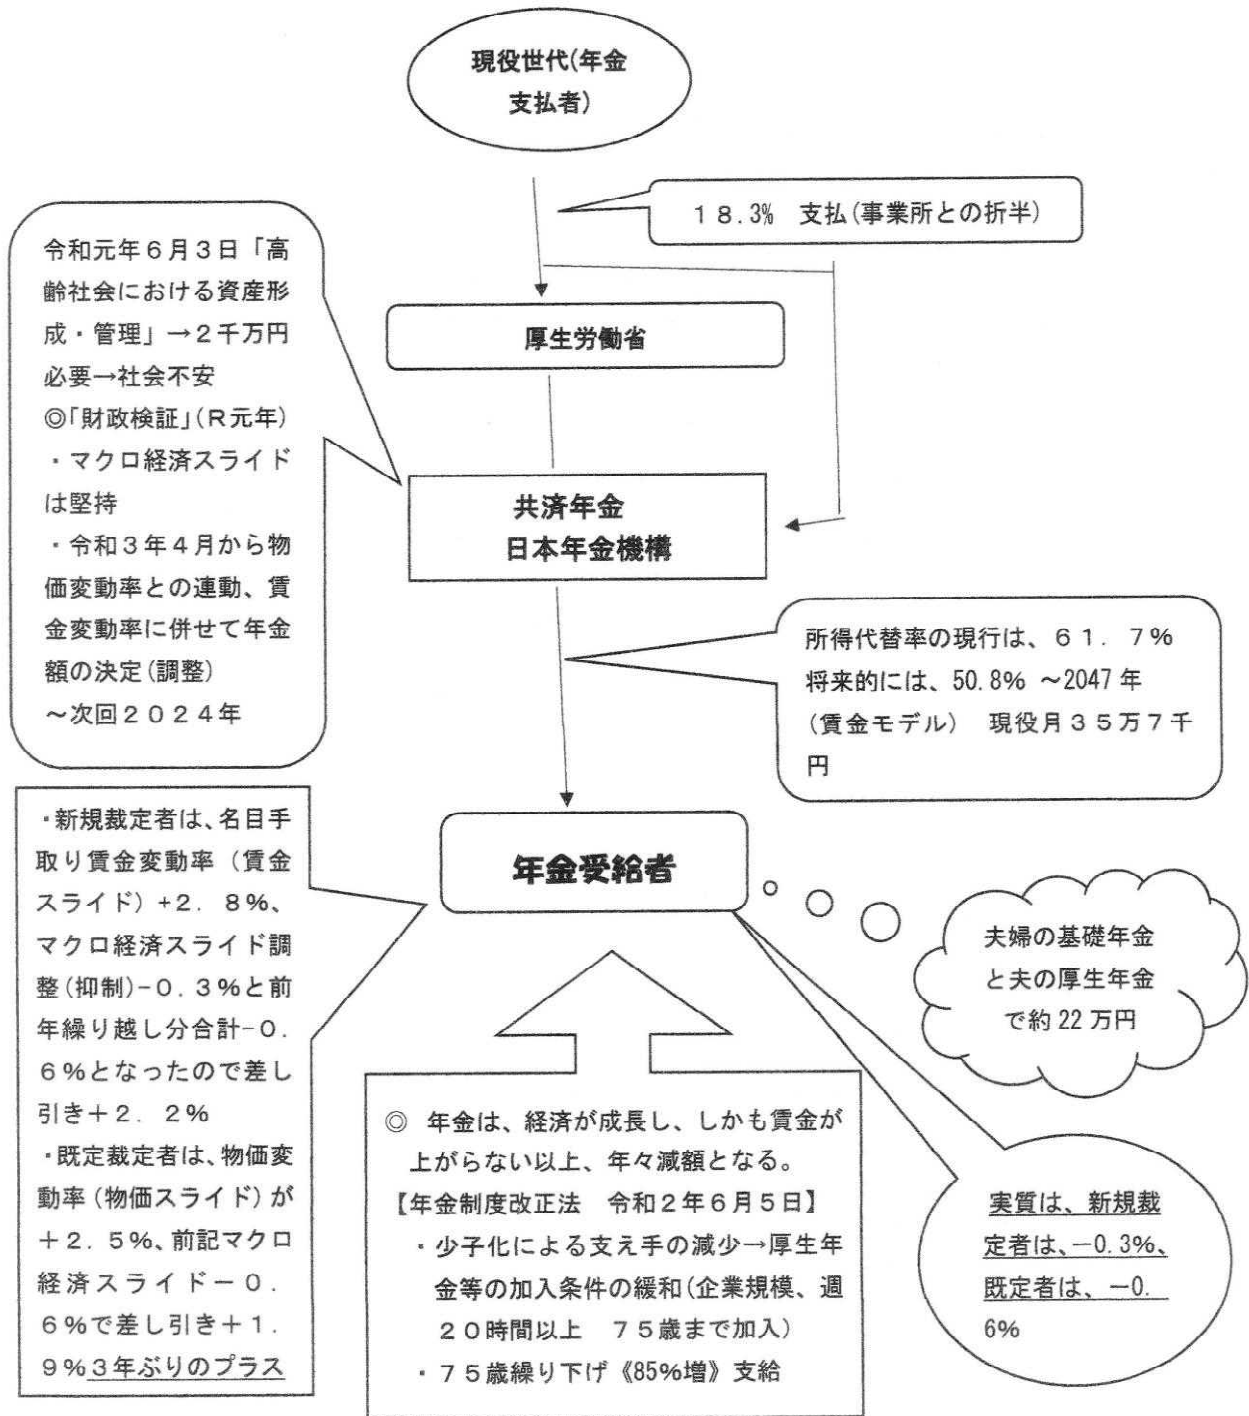 現役世代(年金
支払者)
18.3%　支払(事業所との折半)
令和元年６月３日「高
齢社会における資産形
成・管理」→２千万円
必要→社会不安
◎「財政検証」(Ｒ元年)
・マクロ経済スライド
は堅持
・令和３年４月から物
価変動率との連動、賃
金変動率に併せて年金
額の決定(調整)
～次回２０２４年
厚生労働省
共済年金
日本年金機構
所得代替率の現行は、６１．７％
将来的には、50.8% ～2047 年
（賃金モデル）　現役月３５万７千
円
・新規裁定者は、名目手
取り賃金変動率（賃金
スライド）+２．８％、
マクロ経済スライド調
整(抑制)-０.３％と前
年繰り越し分合計-０.
６％となったので差し
引き＋２．２％
・既定裁定者は、物価変
動率(物価スライド)が
＋２.５％、前記マクロ
経済スライドー０.
６％で差し引き＋１.
９％３年ぶりのプラス
年金受給者
夫婦の基礎年金
と夫の厚生年金
で約 22 万円
◎　年金は、経済が成長し、しかも賃金が
上がらない以上、年々減額となる。
【年金制度改正法　令和２年６月５日】
・少子化による支え手の減少→厚生年
金等の加入条件の緩和(企業規模、週
２０時間以上　７５歳まで加入)
・７５歳繰り下げ《85%増》支給
実質は、新規裁
定者は、－0.3%、
既定者は、－0.
6%